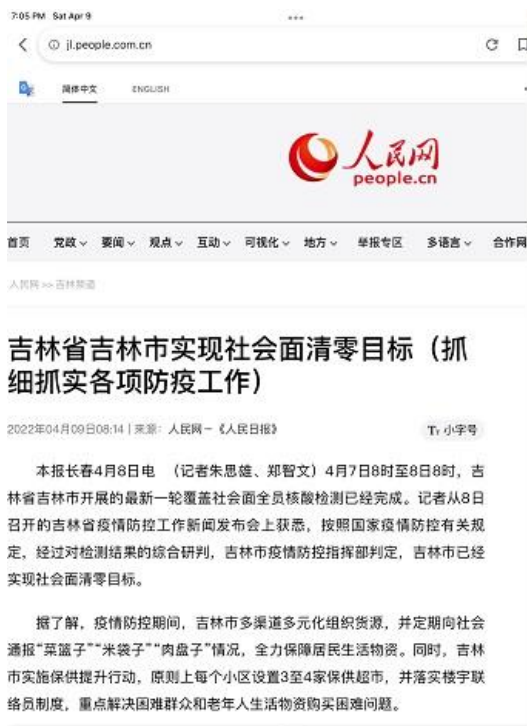 7:05 PM Sat Apr 9
jl.people.com.cn
简体中文 ENGLISH
人民网
people.cn
首页 党政 要闻 观点 互动 可视化 地方 举报专区 多语言 合作网
人民网 >> 吉林频道
吉林省吉林市实现社会面清零目标（抓
细抓实各项防疫工作）
2022年04月09日08:14 | 来源：人民网－《人民日报》 Tт 小字号
本报长春4月8日电 （记者朱思雄、郑智文）4月7日8时至8日8时，吉
林省吉林市开展的最新一轮覆盖社会面全员核酸检测已经完成。记者从8日
召开的吉林省疫情防控工作新闻发布会上获悉，按照国家疫情防控有关规
定，经过对检测结果的综合研判，吉林市疫情防控指挥部判定，吉林市已经
实现社会面清零目标。
据了解，疫情防控期间，吉林市多渠道多元化组织货源，并定期向社会
通报“菜篮子”“米袋子”“肉盘子”情况，全力保障居民生活物资。同时，吉林
市实施保供提升行动，原则上每个小区设置3至4家保供超市，并落实楼宇联
络员制度，重点解决困难群众和老年人生活物资购买困难问题。